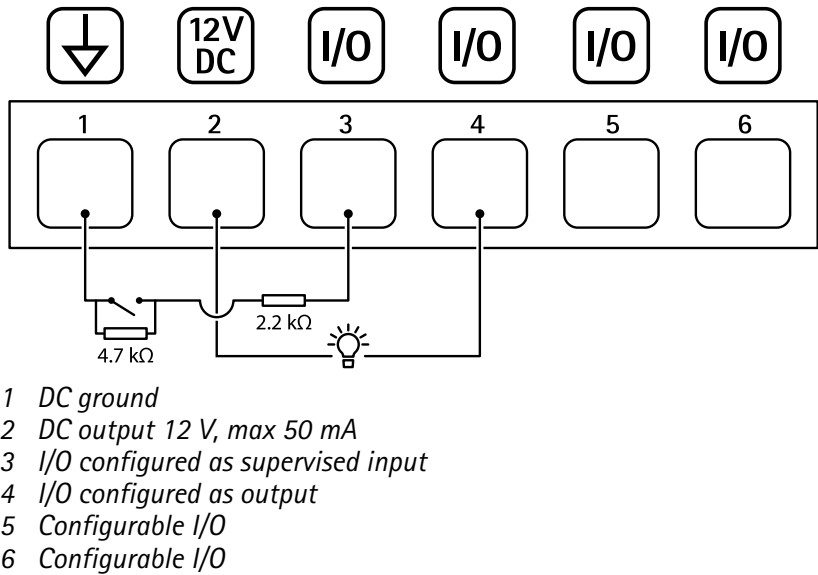 12V DC I/O I/O I/O I/O
1 2 3 4 5 6
2.2 kΩ
4.7 kΩ
1 DC ground
2 DC output 12 V, max 50 mA
3 I/O configured as supervised input
4 I/O configured as output
5 Configurable I/O
6 Configurable I/O